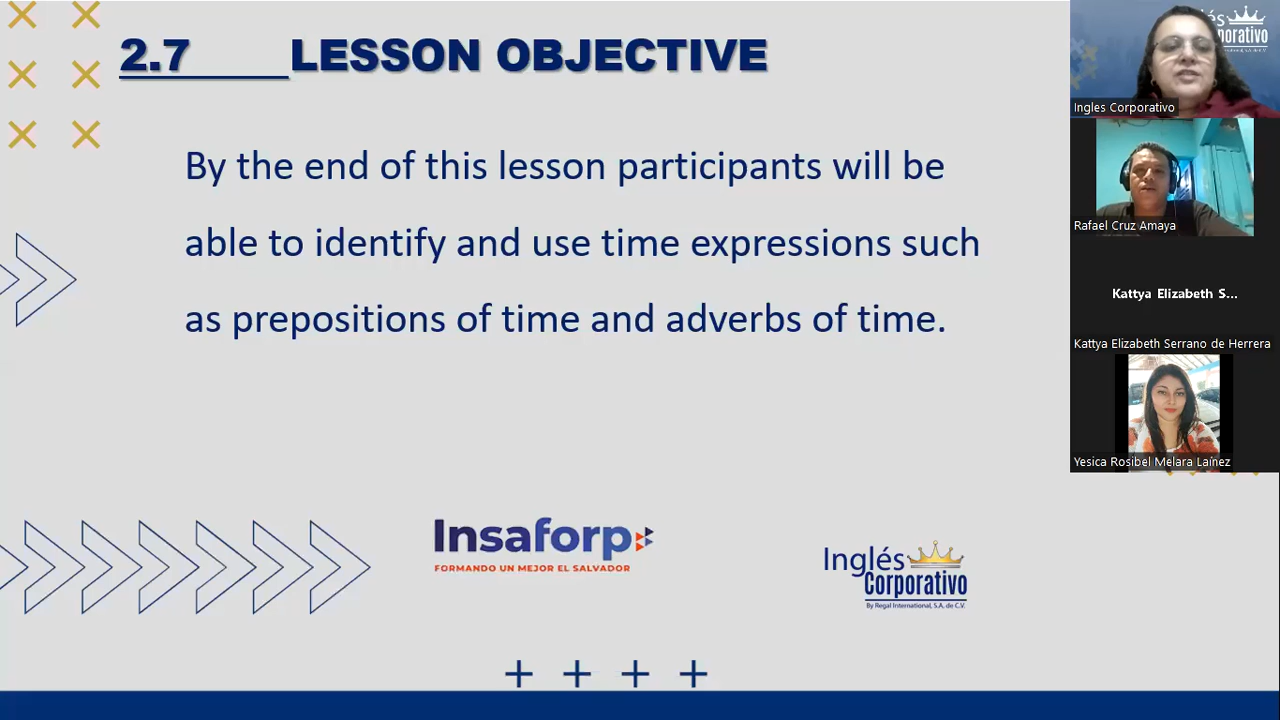 2.7 LESSON OBJECTIVE
By the end of this lesson participants will be
able to identify and use time expressions such
as prepositions of time and adverbs of time.
Insaforp
FORMANDO UN MEJOR EL SALVADOR
Inglés
Corporativo
By Regal International, S.A. de C.V.
Ingles Corporativo
Rafael Cruz Amaya
Kattya Elizabeth S...
Kattya Elizabeth Serrano de Herrera
Yesica Rosibel Melara Laínez